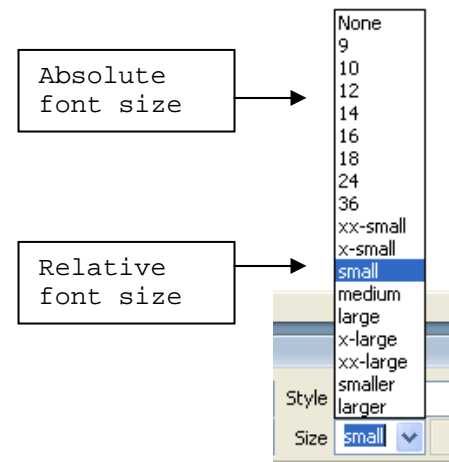 Absolute
font size
Relative
font size
None
9
10
12
14
16
18
24
36
xx-small
x-small
small
medium
large
x-large
xx-large
smaller
larger
Style
Size small